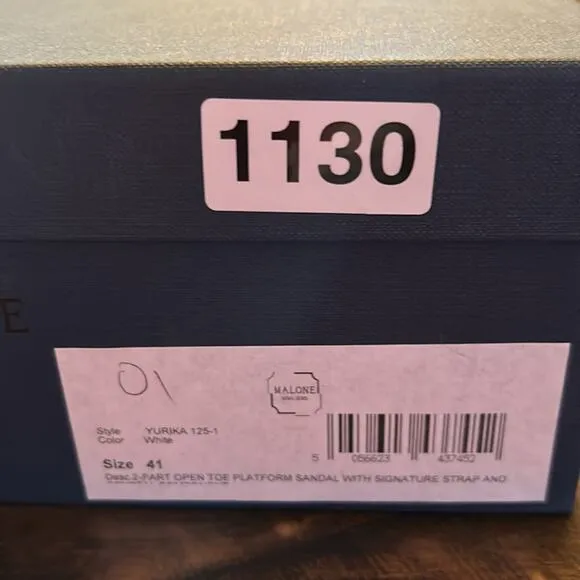 1130
E
01
MALONE
Style YURIKA 125-1
Color White
Size 41
5 056623 437452
Desc.2-PART OPEN TOE PLATFORM SANDAL WITH SIGNATURE STRAP AND